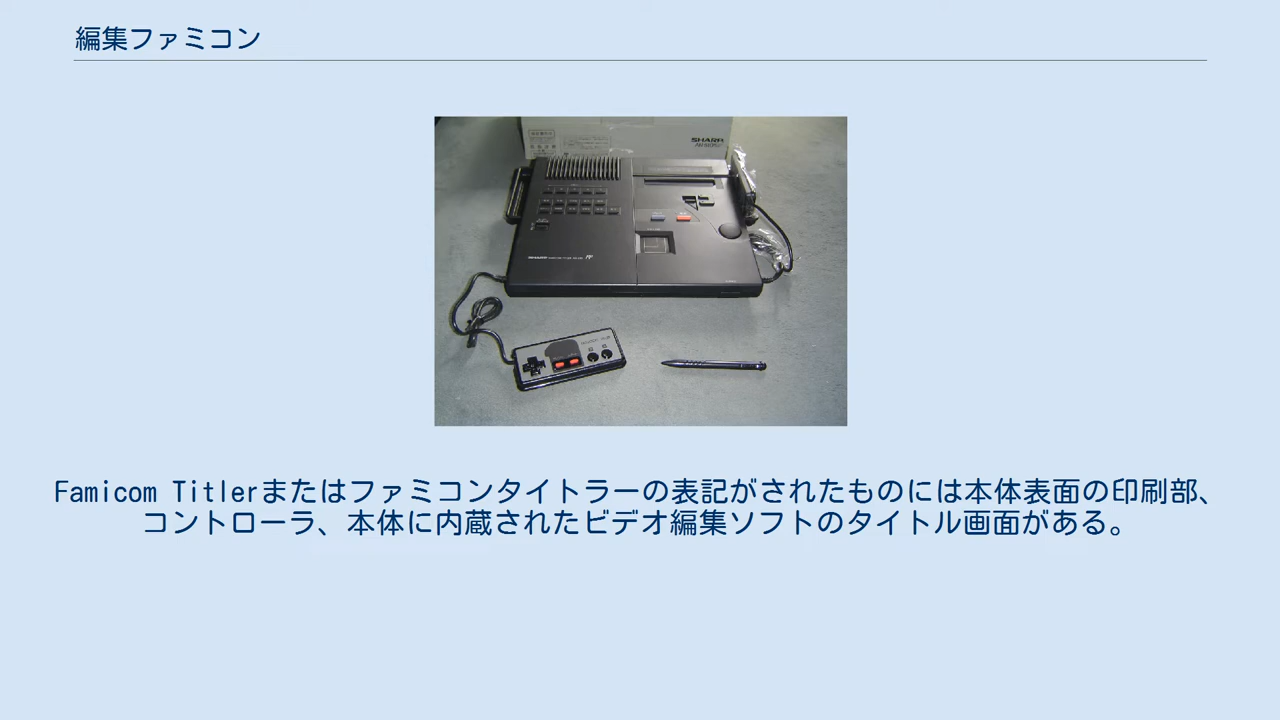 編集ファミコン
SHARP
Famicom Titlerまたはファミコンタイトラーの表記がされたものには本体表面の印刷部、
コントローラ、本体に内蔵されたビデオ編集ソフトのタイトル画面がある。